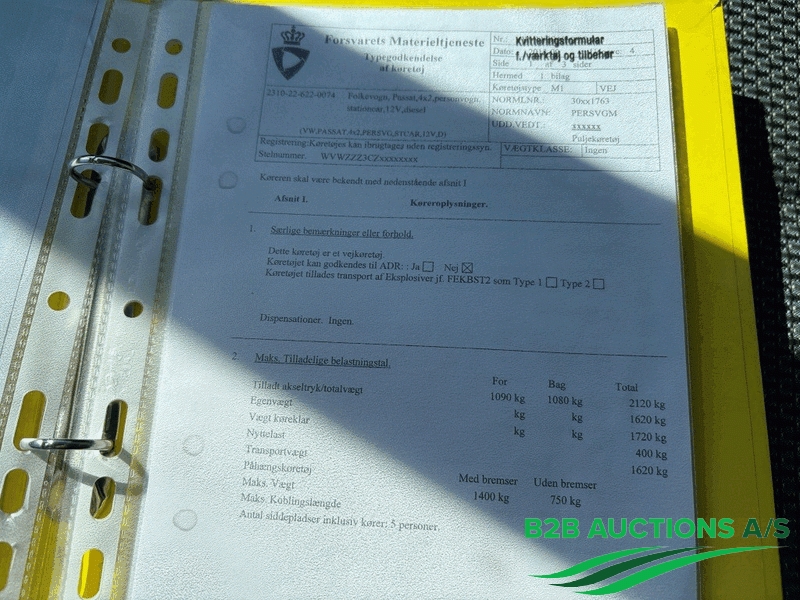 Forsvarets Materieltjeneste
Typegodkendelse
af køretøj
Nr.:
Kvitteringsformular
f./værktøj og tilbehør
Dato:
4
Side af 3 sider
Hermed 1 bilag
Køretøjstype M1 VEJ
2310-22-622-0074
Folkevogn, Passat,4x2,personvogn,
stationcar,12V,diesel
(VW,PASSAT,4x2,PERSVG,STUAR,12V,D)
NORMLNR.: 30xx1763
NORMNAVN: PERSVGM
UDD.VEDT.: xxxxxx
Puljekøretøj
Registrering:Køretøjes kan ibrugtages uden registreringssyn.
VÆGTKLASSE: Ingen
Stelnummer. WVWZZZ3CZxxxxxxxx
Køreren skal være bekendt med nedenstående afsnit 1
Afsnit 1. Køreroplysninger.
1. Særlige bemærkninger eller forhold.
Dette køretøj er et vejkøretøj.
Køretøjet kan godkendes til ADR: : Ja Nej
Køretøjet tillades transport af Eksplosiver jf. FEKBST2 som Type 1 Type 2
Dispensationer. Ingen.
2. Maks. Tilladelige belastningstal.
For Bag Total
Tilladt akseltryk/totalvægt 1090 kg 1080 kg 2120 kg
Egenvægt kg kg 1620 kg
Vægt køreklar kg kg 1720 kg
Nyttelast 400 kg
Transportvægt 1620 kg
Påhængskøretøj Med bremser Uden bremser
Maks. Vægt 1400 kg 750 kg
Maks. Koblingslængde
Antal siddepladser inklusiv kører: 5 personer.
B2B AUCTIONS A/S